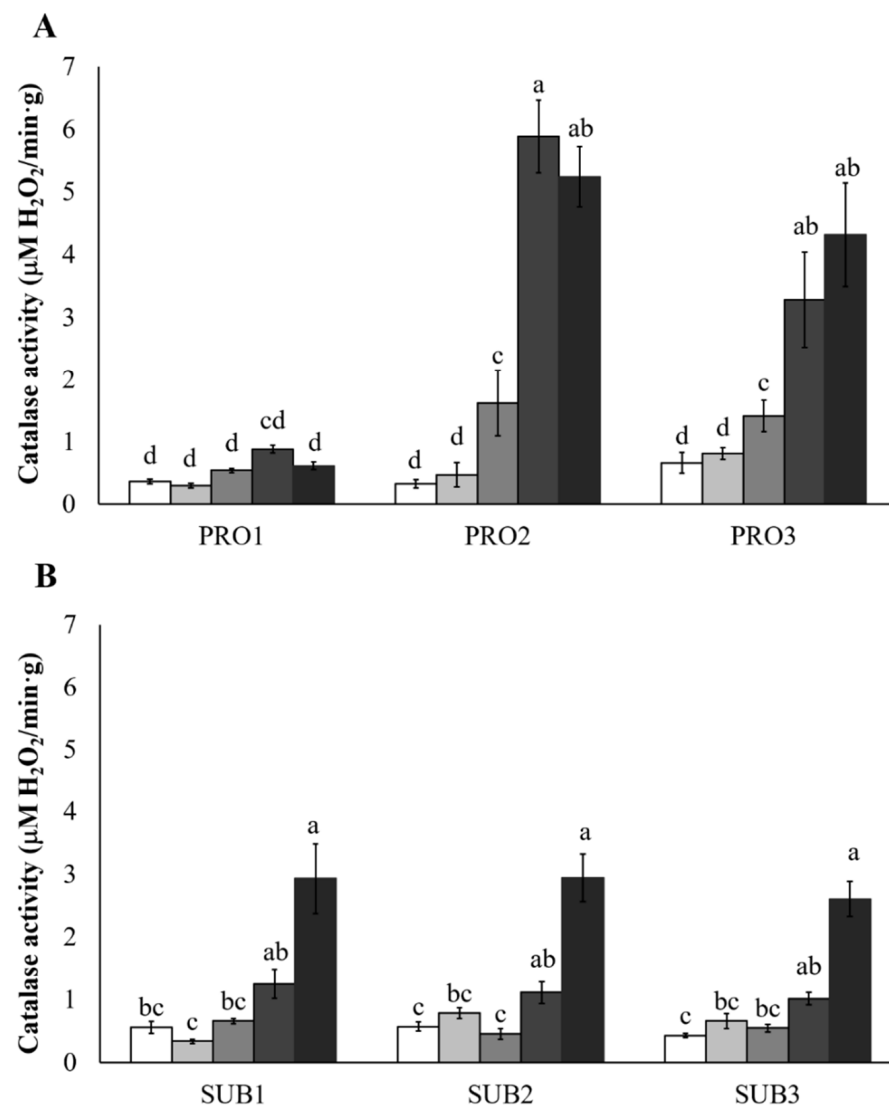 A
Catalase activity (μM H₂O₂/min·g)
7
6
5
4
3
2
1
0
d
d
d
cd
d
d
d
c
a
ab
d
d
c
ab
ab
PRO1
PRO2
PRO3
B
Catalase activity (μM H₂O₂/min·g)
7
6
5
4
3
2
1
0
bc
c
bc
ab
a
c
bc
c
ab
a
c
bc
bc
ab
a
SUB1
SUB2
SUB3